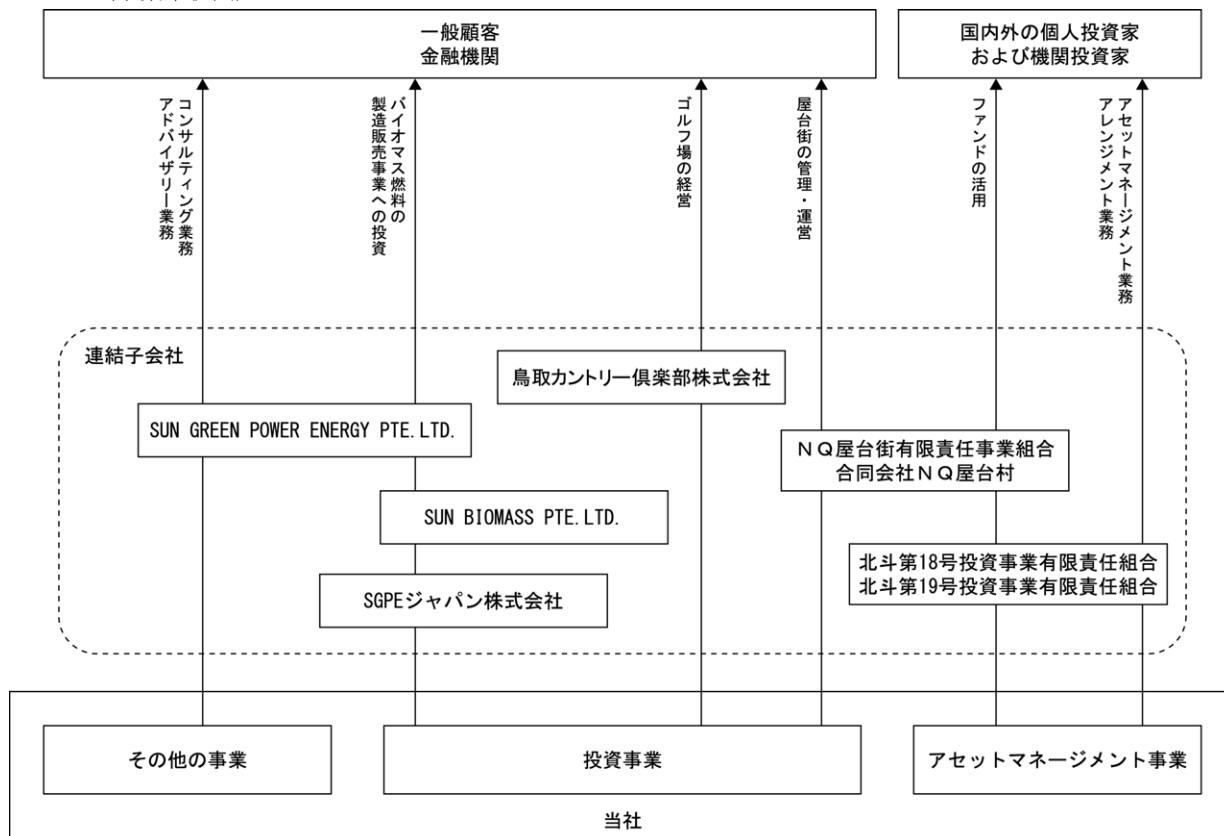 一般顧客
金融機関
国内外の個人投資家
および機関投資家
コンサルティング業務
アドバイザリー業務
バイオマス燃料の
製造販売事業への投資
ゴルフ場の経営
屋台街の管理・運営
ファンドの活用
アセットマネージメント業務
アレンジメント業務
連結子会社
鳥取カントリー倶楽部株式会社
SUN GREEN POWER ENERGY PTE.LTD.
ＮＱ屋台街有限責任事業組合
合同会社ＮＱ屋台村
SUN BIOMASS PTE.LTD.
北斗第18号投資事業有限責任組合
北斗第19号投資事業有限責任組合
SGPEジャパン株式会社
その他の事業
投資事業
アセットマネージメント事業
当社